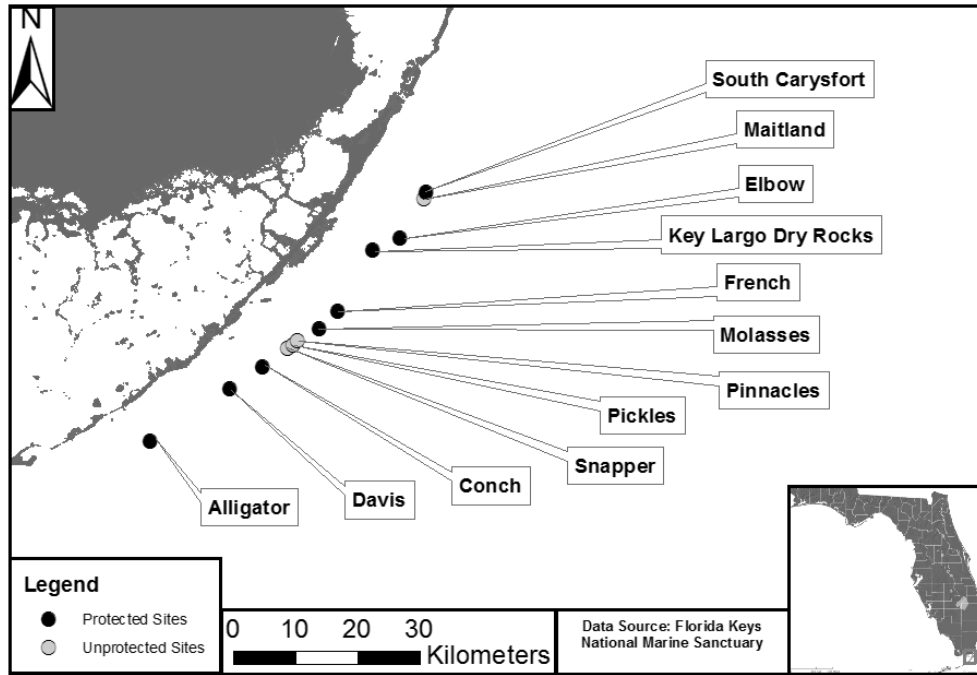 N
South Carysfort
Maitland
Elbow
Key Largo Dry Rocks
French
Molasses
Pinnacles
Pickles
Snapper
Conch
Davis
Alligator
Legend
Protected Sites
Unprotected Sites
0 10 20 30
Kilometers
Data Source: Florida Keys
National Marine Sanctuary